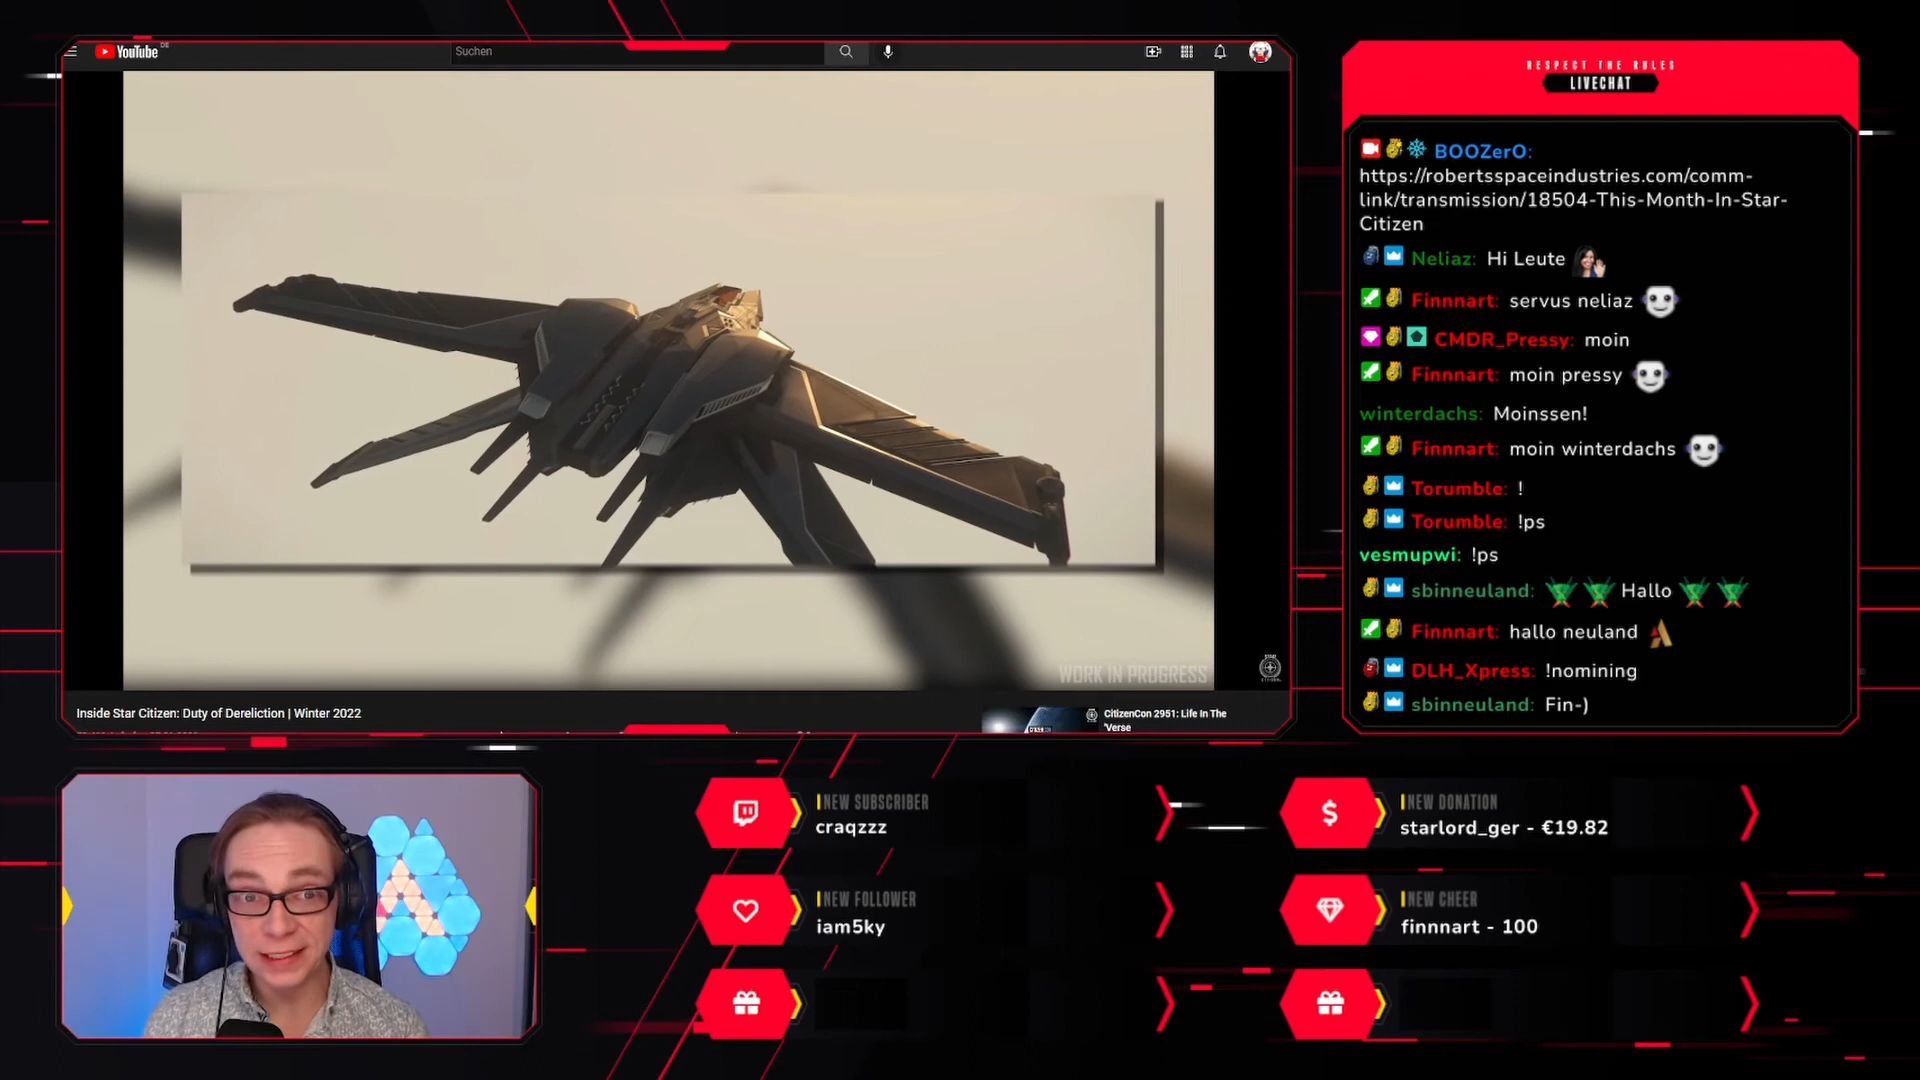 YouTube DE
Suchen
WORK IN PROGRESS
Inside Star Citizen: Duty of Dereliction | Winter 2022
CitizenCon 2951: Life In The
'Verse
RESPECT THE RULES
LIVECHAT
BOOZerO:
https://robertsspaceindustries.com/comm-
link/transmission/18504-This-Month-In-Star-
Citizen
Neliaz: Hi Leute
Finnnart: servus neliaz
CMDR_Pressy: moin
Finnnart: moin pressy
winterdachs: Moinssen!
Finnnart: moin winterdachs
Torumble: !
Torumble: !ps
vesmupwi: !ps
sbinneuland: Hallo
Finnnart: hallo neuland
DLH_Xpress: !nomining
sbinneuland: Fin-)
NEW SUBSCRIBER
craqzzz
NEW DONATION
starlord_ger - €19.82
NEW FOLLOWER
iam5ky
NEW CHEER
finnnart - 100